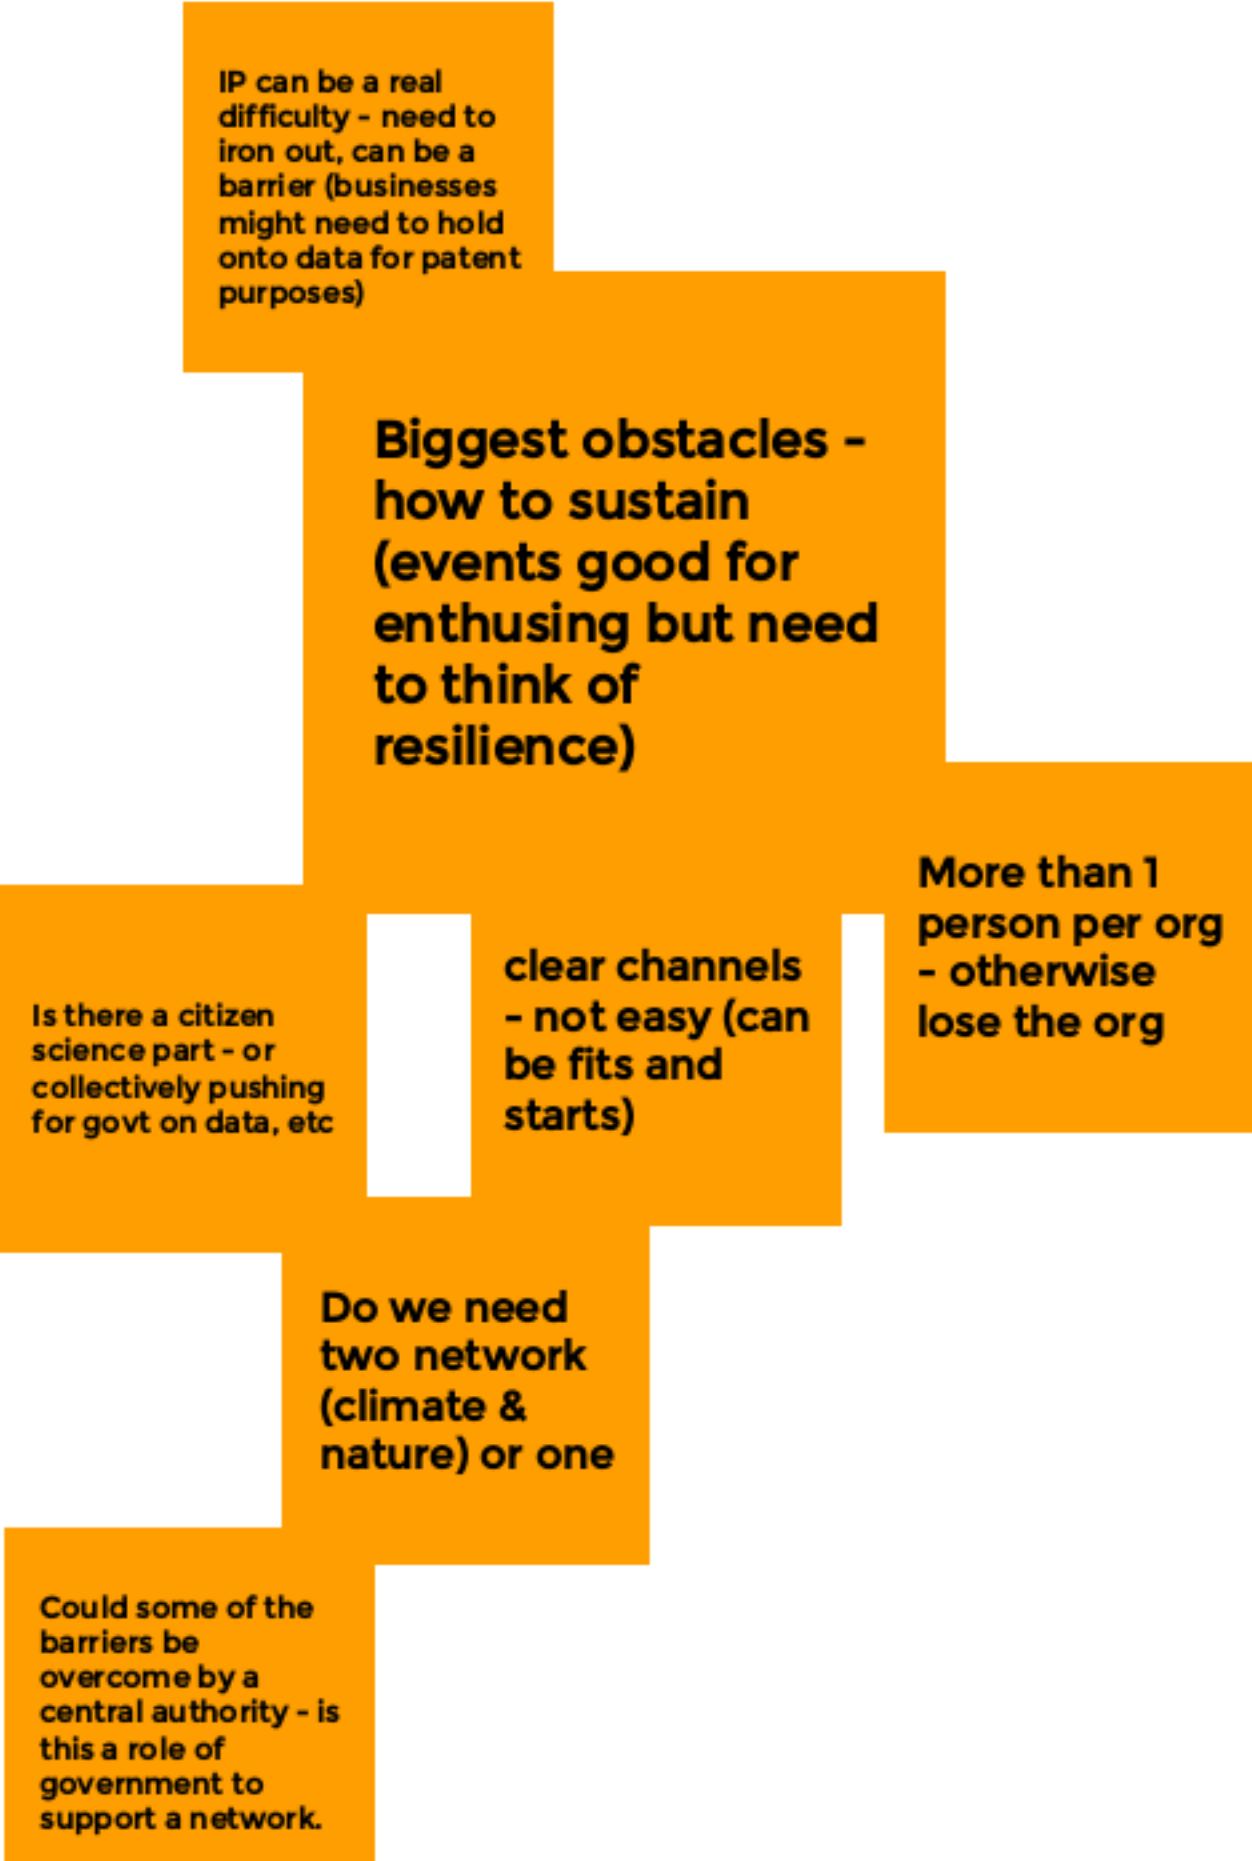 IP can be a real
difficulty - need to
iron out, can be a
barrier (businesses
might need to hold
onto data for patent
purposes)
Biggest obstacles -
how to sustain
(events good for
enthusing but need
to think of
resilience)
More than 1
person per org
- otherwise
lose the org
clear channels
- not easy (can
be fits and
starts)
Is there a citizen
science part - or
collectively pushing
for govt on data, etc
Do we need
two network
(climate &
nature) or one
Could some of the
barriers be
overcome by a
central authority - is
this a role of
government to
support a network.